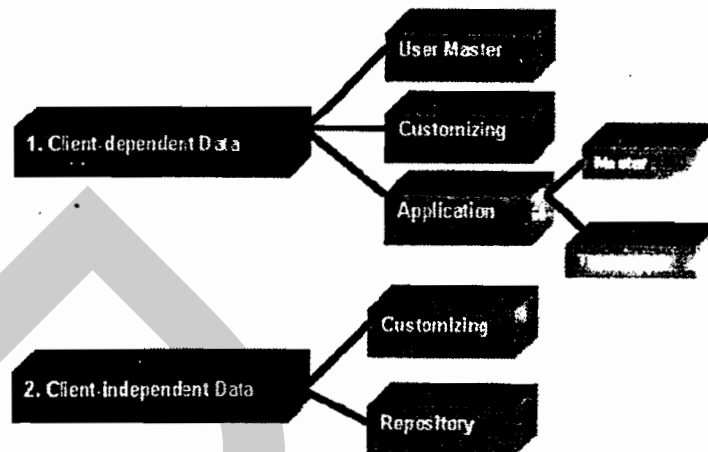 User Master
1. Client-dependent Data
Customizing
Master
Application
Customizing
2. Client-independent Data
Repository